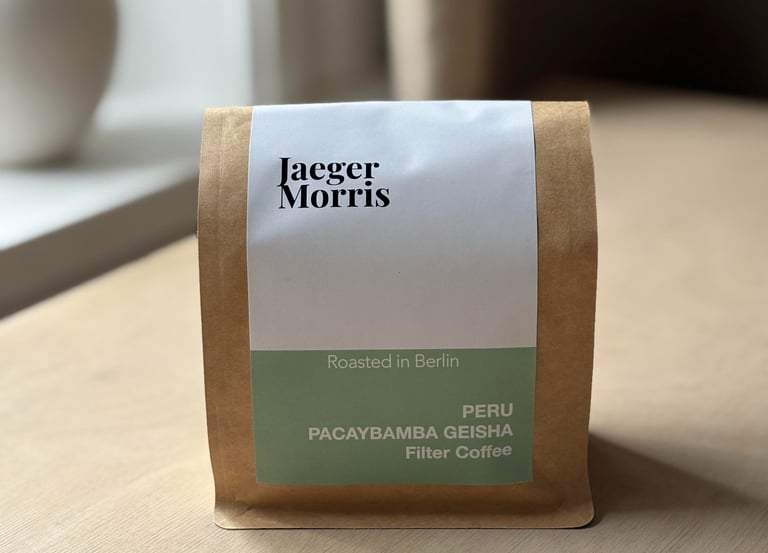 Jaeger
Morris
Roasted in Berlin
PERU
PACAYBAMBA GEISHA
Filter Coffee